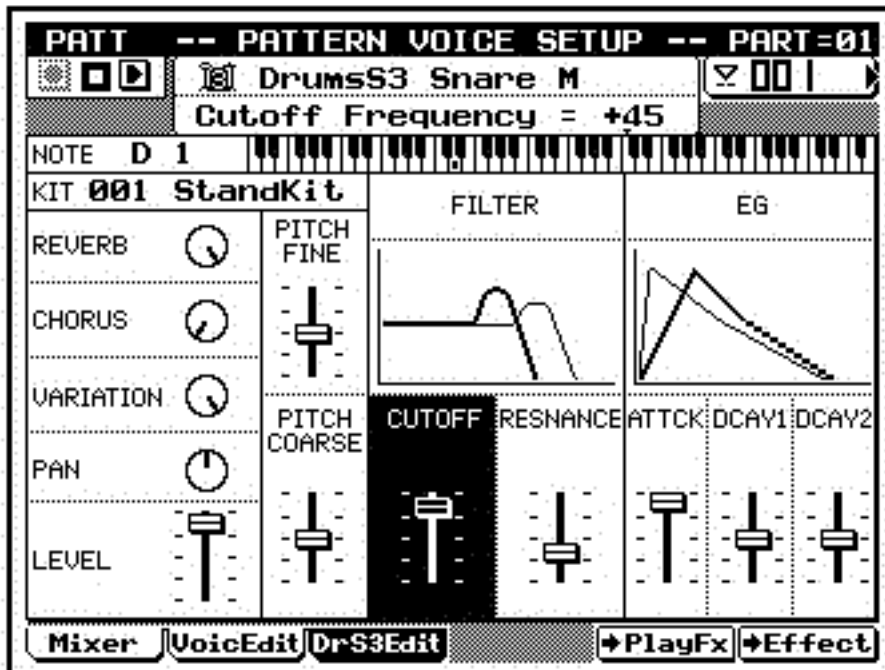 PATT -- PATTERN VOICE SETUP -- PART=01
DrumsS3 Snare M
Cutoff Frequency = +45
NOTE D 1
KIT 001 StandKit
FILTER
EG
REVERB
PITCH FINE
CHORUS
VARIATION
PITCH COARSE
CUTOFF
RESNANCE
ATTCK
DCAY1
DCAY2
PAN
LEVEL
Mixer VoicEdit DrS3Edit ➔PlayFx ➔Effect